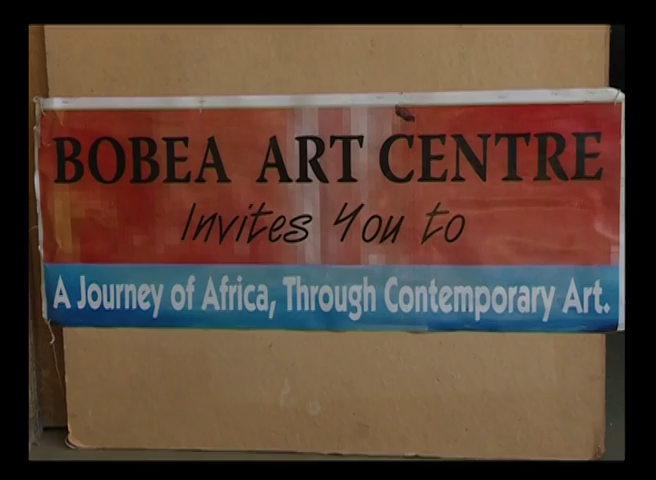 BOBEA ART CENTRE
Invites You to
A Journey of Africa, Through Contemporary Art.